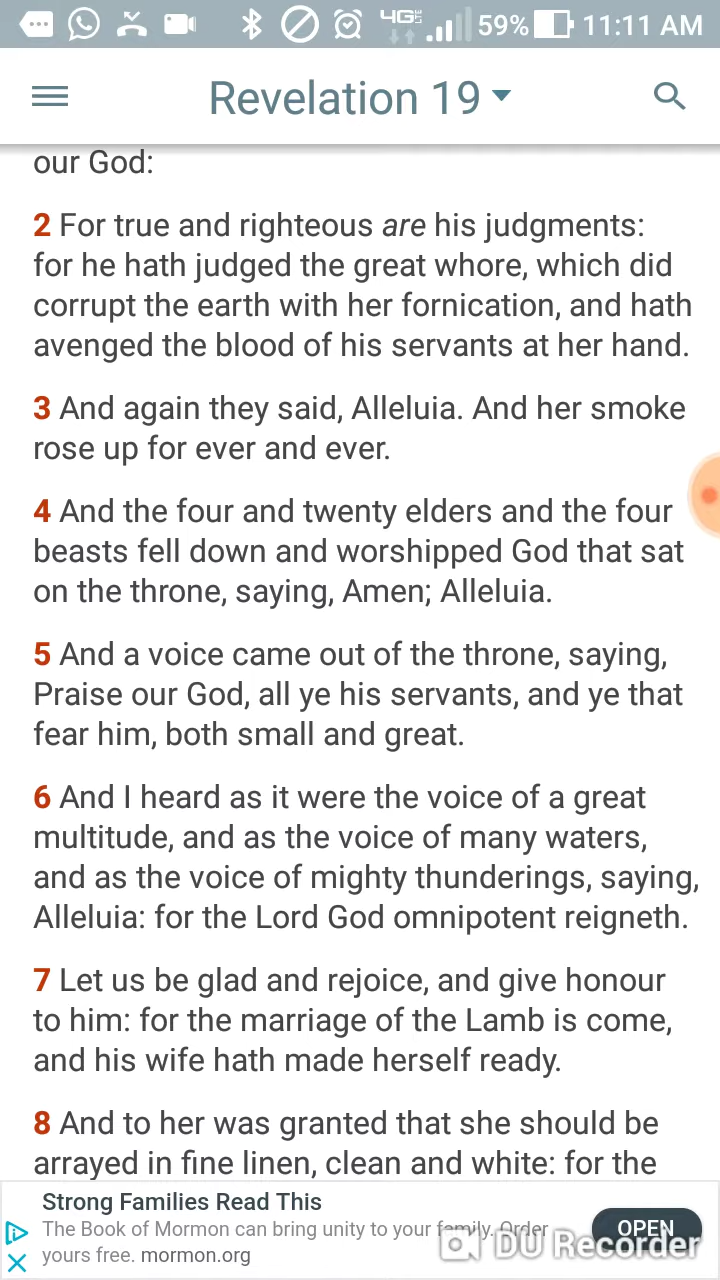 4G 59% 11:11 AM
Revelation 19
our God:
2 For true and righteous are his judgments:
for he hath judged the great whore, which did
corrupt the earth with her fornication, and hath
avenged the blood of his servants at her hand.
3 And again they said, Alleluia. And her smoke
rose up for ever and ever.
4 And the four and twenty elders and the four
beasts fell down and worshipped God that sat
on the throne, saying, Amen; Alleluia.
5 And a voice came out of the throne, saying,
Praise our God, all ye his servants, and ye that
fear him, both small and great.
6 And I heard as it were the voice of a great
multitude, and as the voice of many waters,
and as the voice of mighty thunderings, saying,
Alleluia: for the Lord God omnipotent reigneth.
7 Let us be glad and rejoice, and give honour
to him: for the marriage of the Lamb is come,
and his wife hath made herself ready.
8 And to her was granted that she should be
arrayed in fine linen, clean and white: for the
Strong Families Read This
The Book of Mormon can bring unity to your family. Order
yours free. mormon.org
OPEN
DU Recorder